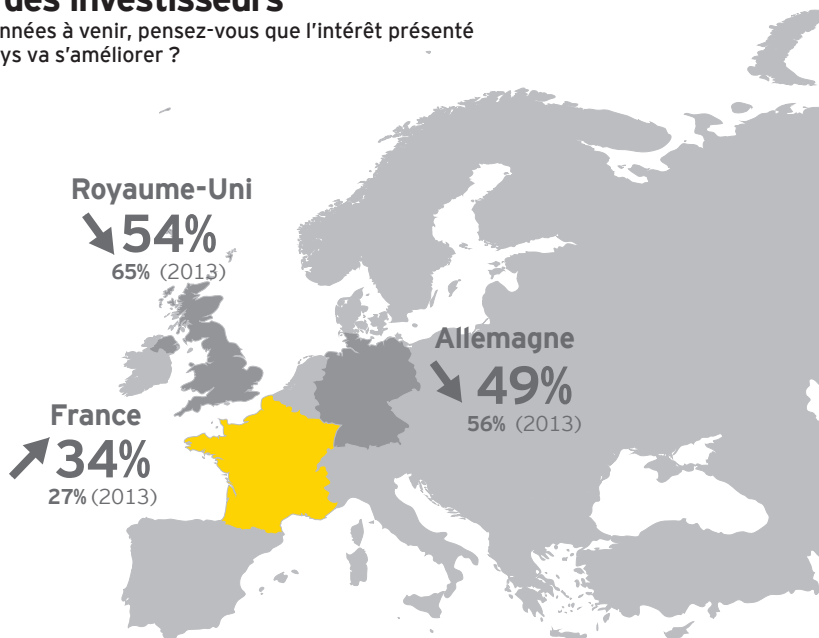 des investisseurs
nnées à venir, pensez-vous que l'intérêt présenté
ys va s'améliorer ?
Royaume-Uni
54%
65% (2013)
Allemagne
49%
56% (2013)
France
34%
27% (2013)